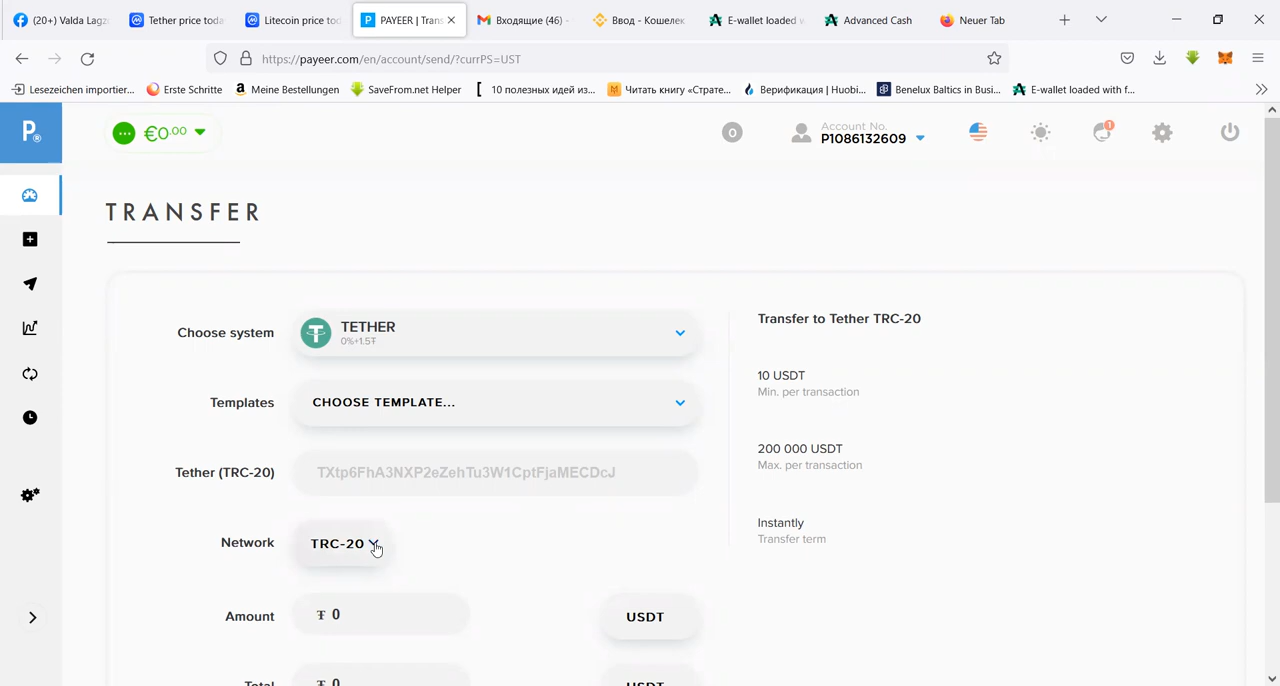 (20+) Valda Lagzd
Tether price toda
Litecoin price tod
PAYEER | Trans
Входящие (46) -
Ввод - Кошелек
E-wallet loaded w
Advanced Cash
Neuer Tab
https://payeer.com/en/account/send/?currPS=UST
Lesezeichen importier...
Erste Schritte
Meine Bestellungen
SaveFrom.net Helper
10 полезных идей из...
Читать книгу «Страте...
Верификация | Huobi...
Benelux Baltics in Busi...
E-wallet loaded with f...
P®
€0.00
0
Account No.
P1086132609
1
TRANSFER
Choose system
TETHER
0%+1.5₮
Transfer to Tether TRC-20
Templates
CHOOSE TEMPLATE...
10 USDT
Min. per transaction
Tether (TRC-20)
TXtp6FhA3NXP2eZehTu3W1CptFjaMECDcJ
200 000 USDT
Max. per transaction
Network
TRC-20
Instantly
Transfer term
Amount
₮ 0
USDT
Total
₮ 0
USDT